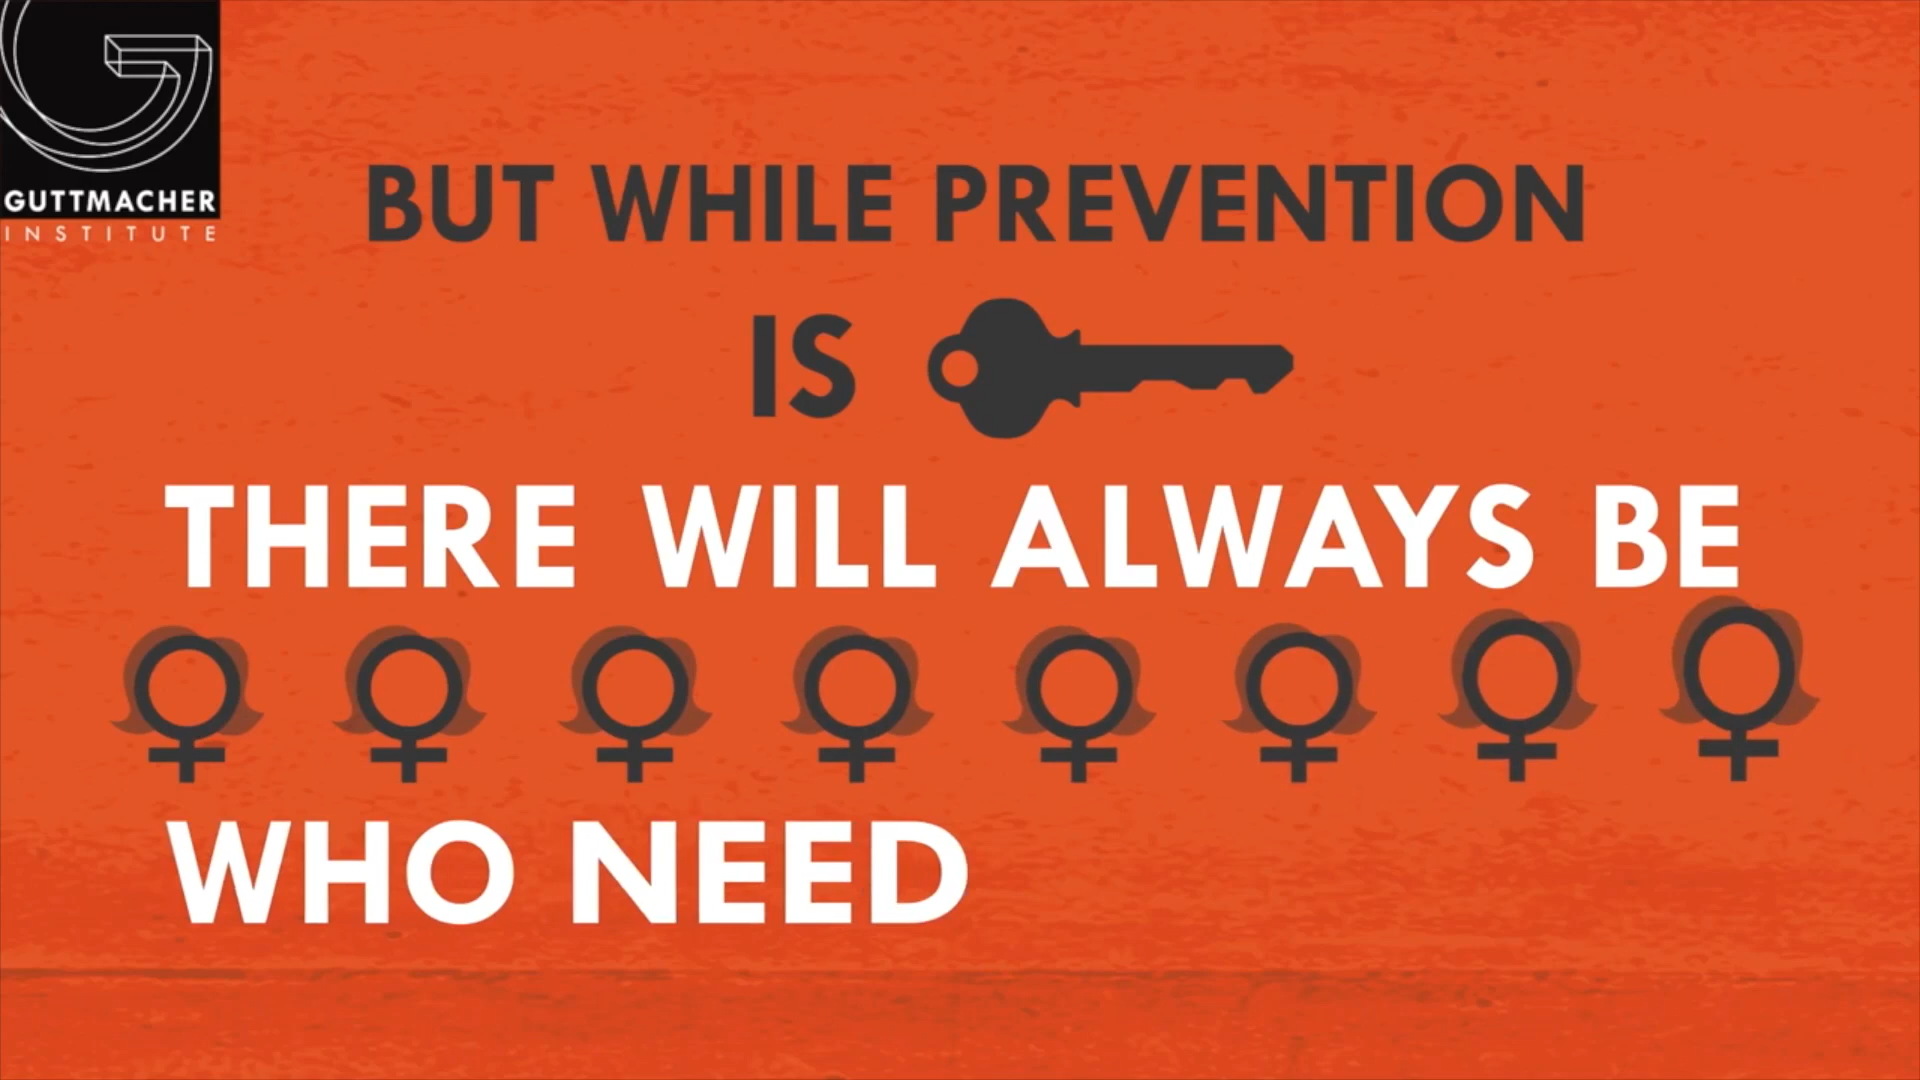 GUTTMACHER
INSTITUTE
BUT WHILE PREVENTION
IS
THERE WILL ALWAYS BE
WHO NEED